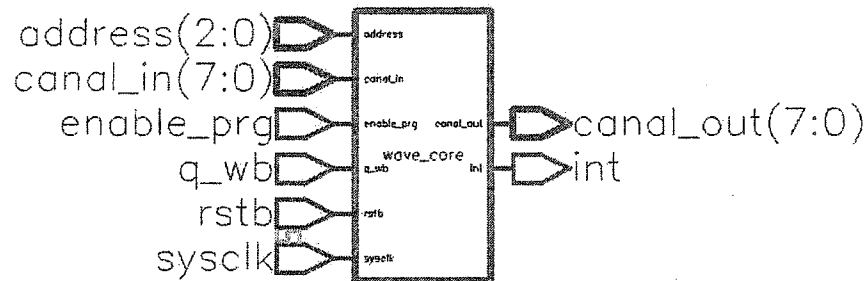 address(2:0)
address
canal_in(7:0)
canal_in
enable_prg
enable_prg
canal_out
canal_out(7:0)
q_wb
q_wb
wave_core
int
int
rstb
rstb
sysclk
sysclk